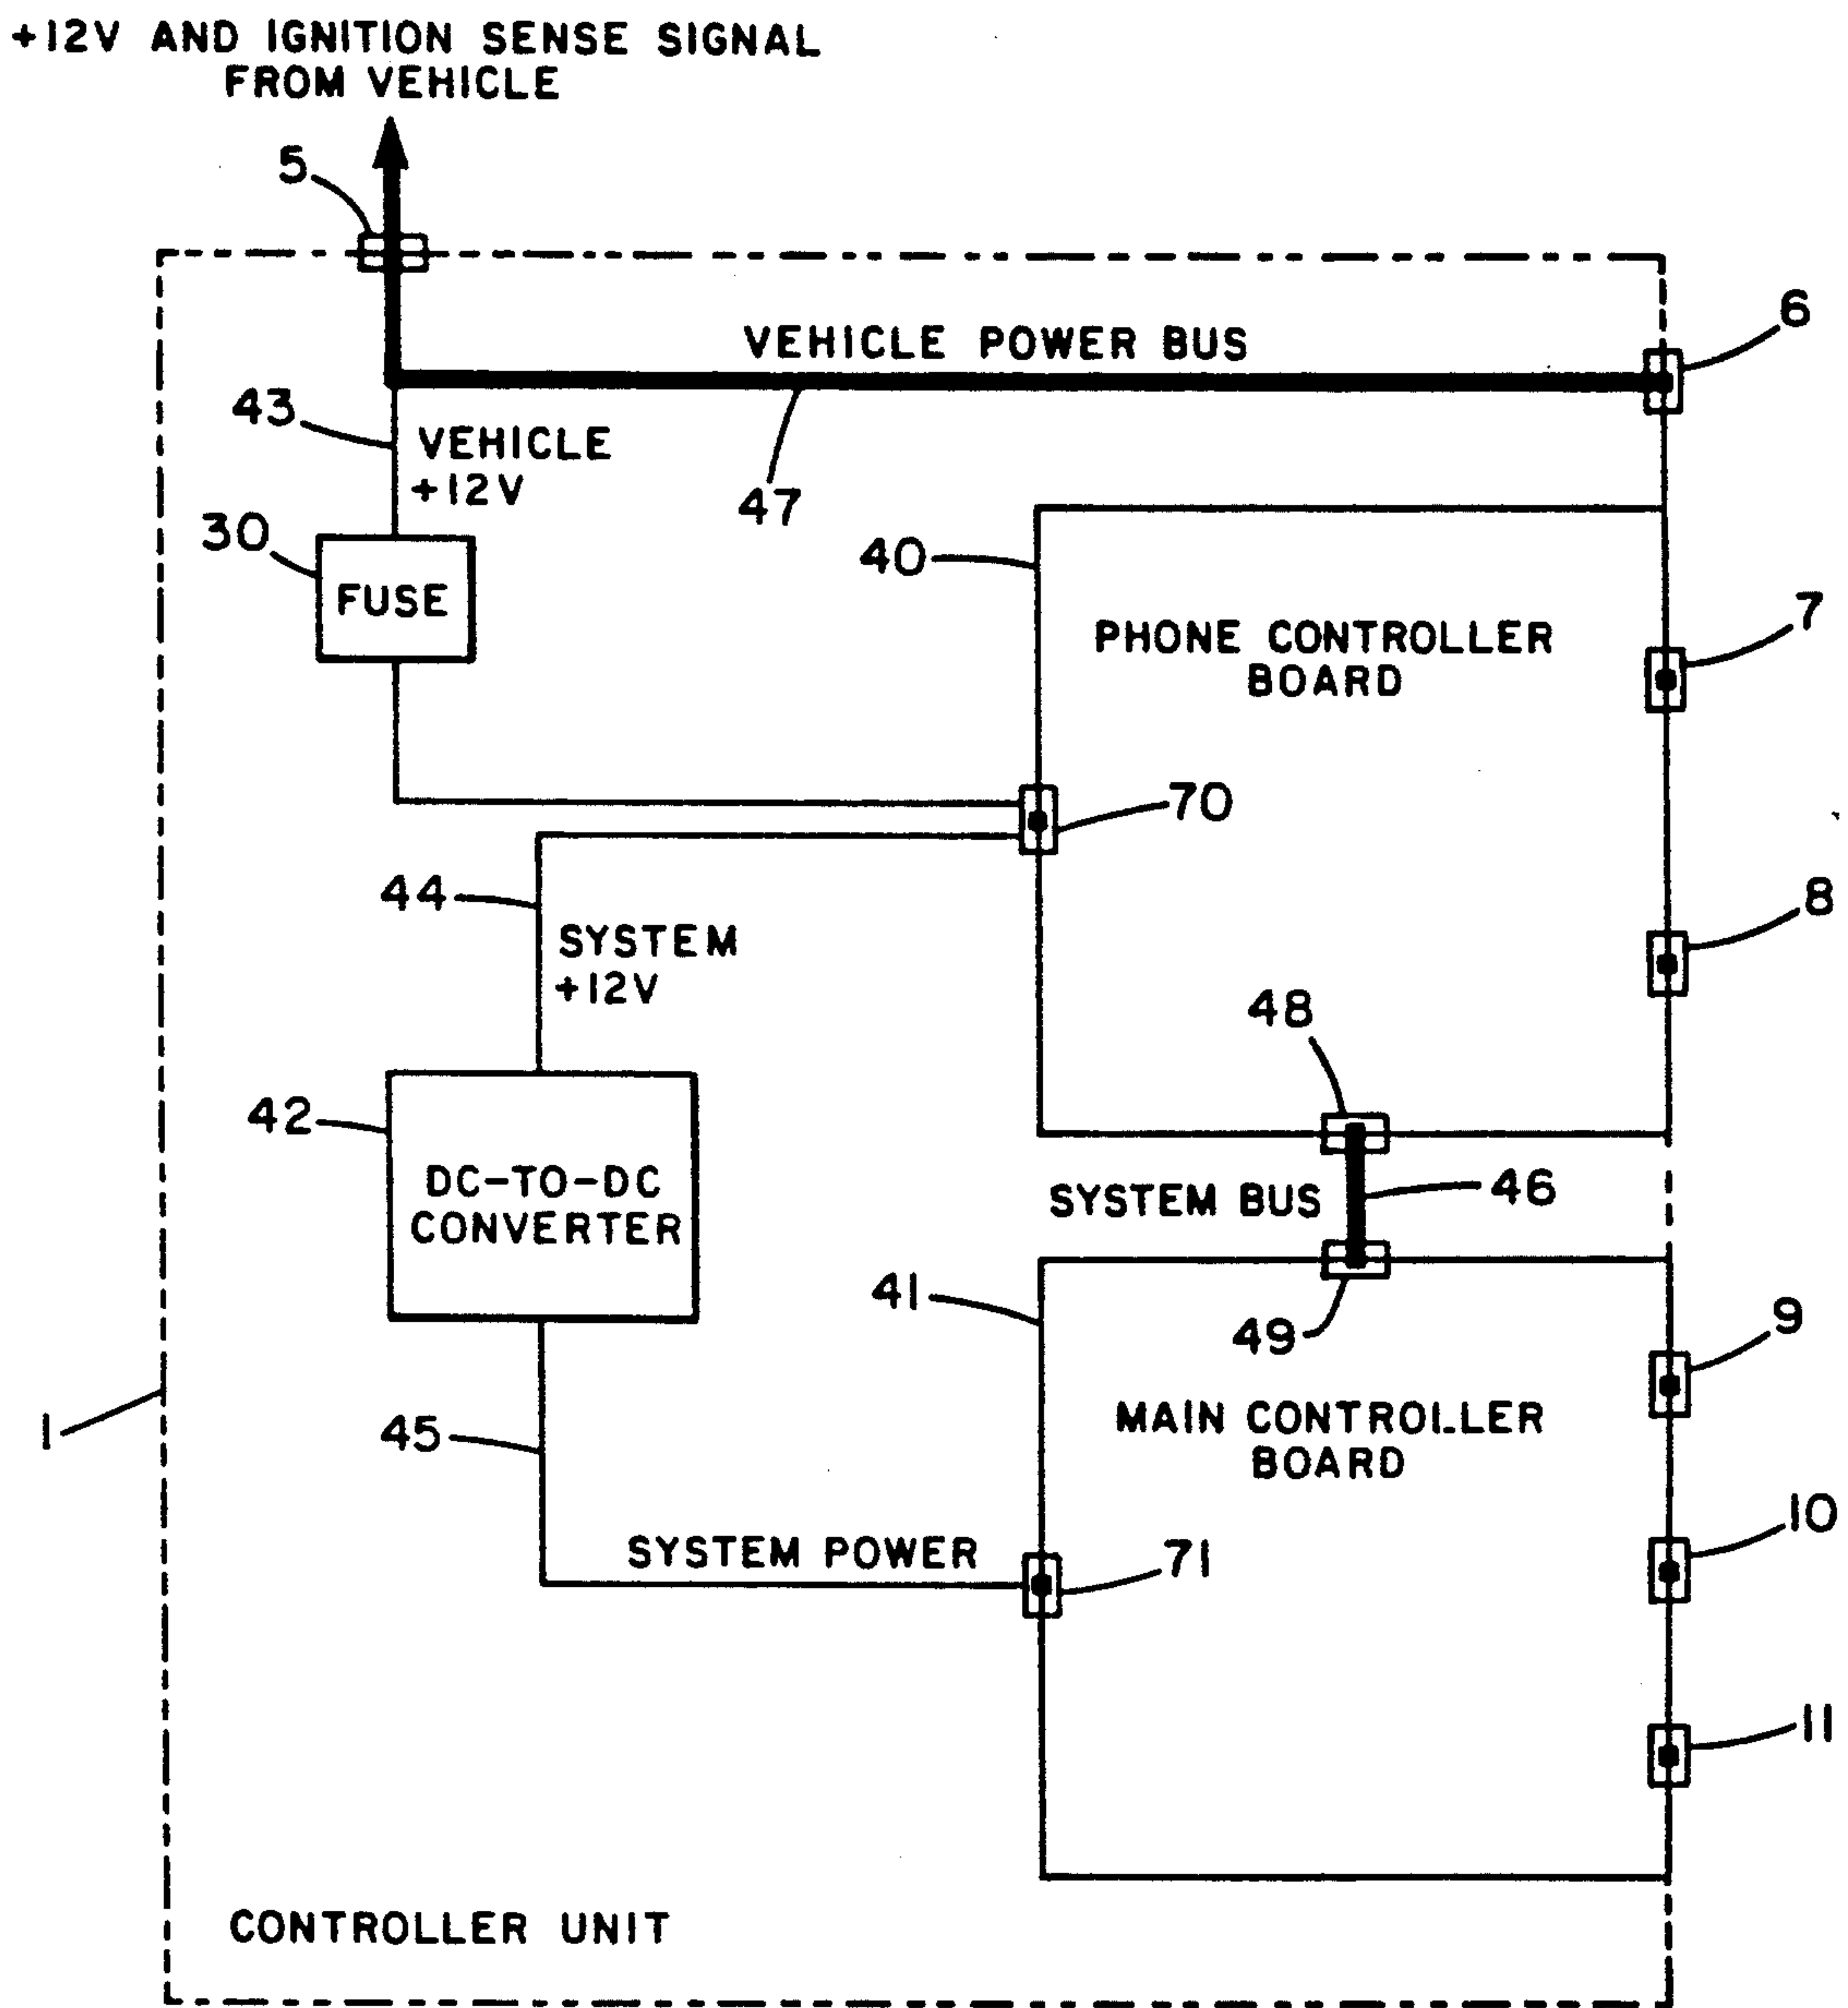 +12V AND IGNITION SENSE SIGNAL
FROM VEHICLE
5
VEHICLE POWER BUS
6
43
VEHICLE
+12V
47
30
FUSE
40
PHONE CONTROLLER
BOARD
7
70
44
SYSTEM
+12V
8
48
42
DC-TO-DC
CONVERTER
SYSTEM BUS
46
41
49
9
1
45
MAIN CONTROLLER
BOARD
10
SYSTEM POWER
71
11
CONTROLLER UNIT